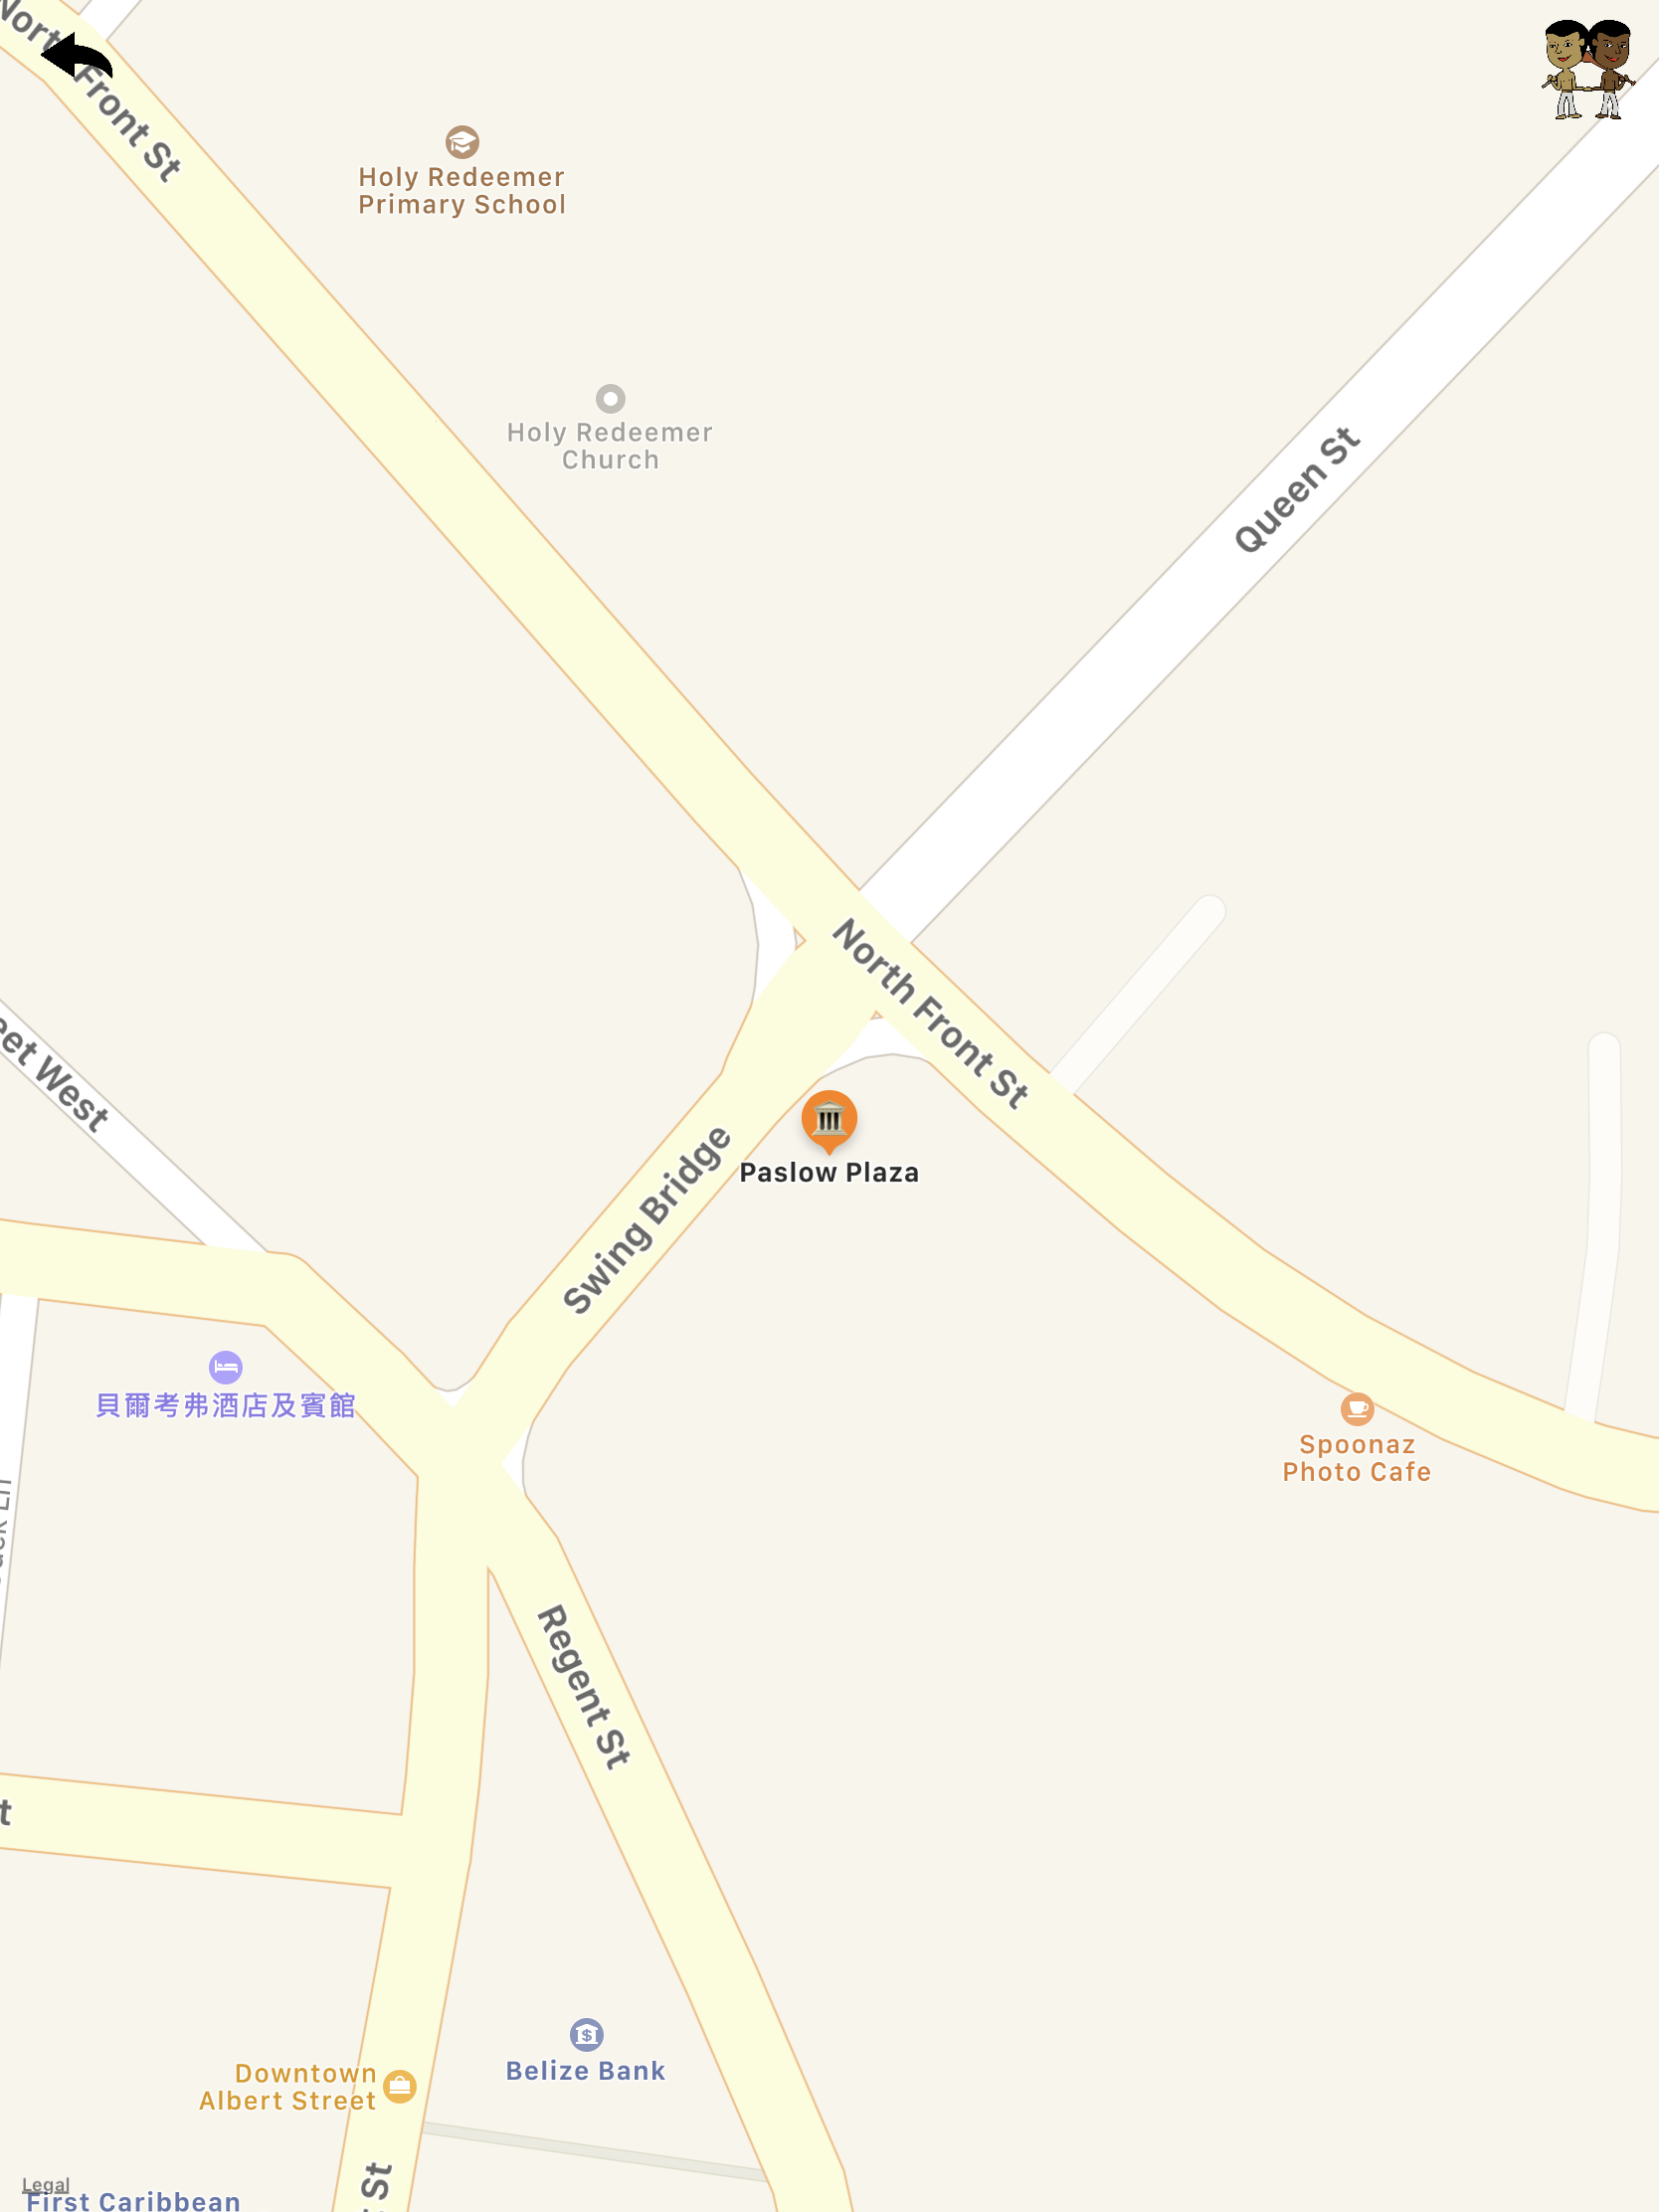 North Front St
Holy Redeemer
Primary School
Holy Redeemer
Church
Queen St
North Front St
West
Swing Bridge
Paslow Plaza
貝爾考弗酒店及賓館
Spoonaz
Photo Cafe
Regent St
Belize Bank
Downtown
Albert Street
St
Legal
First Caribbean